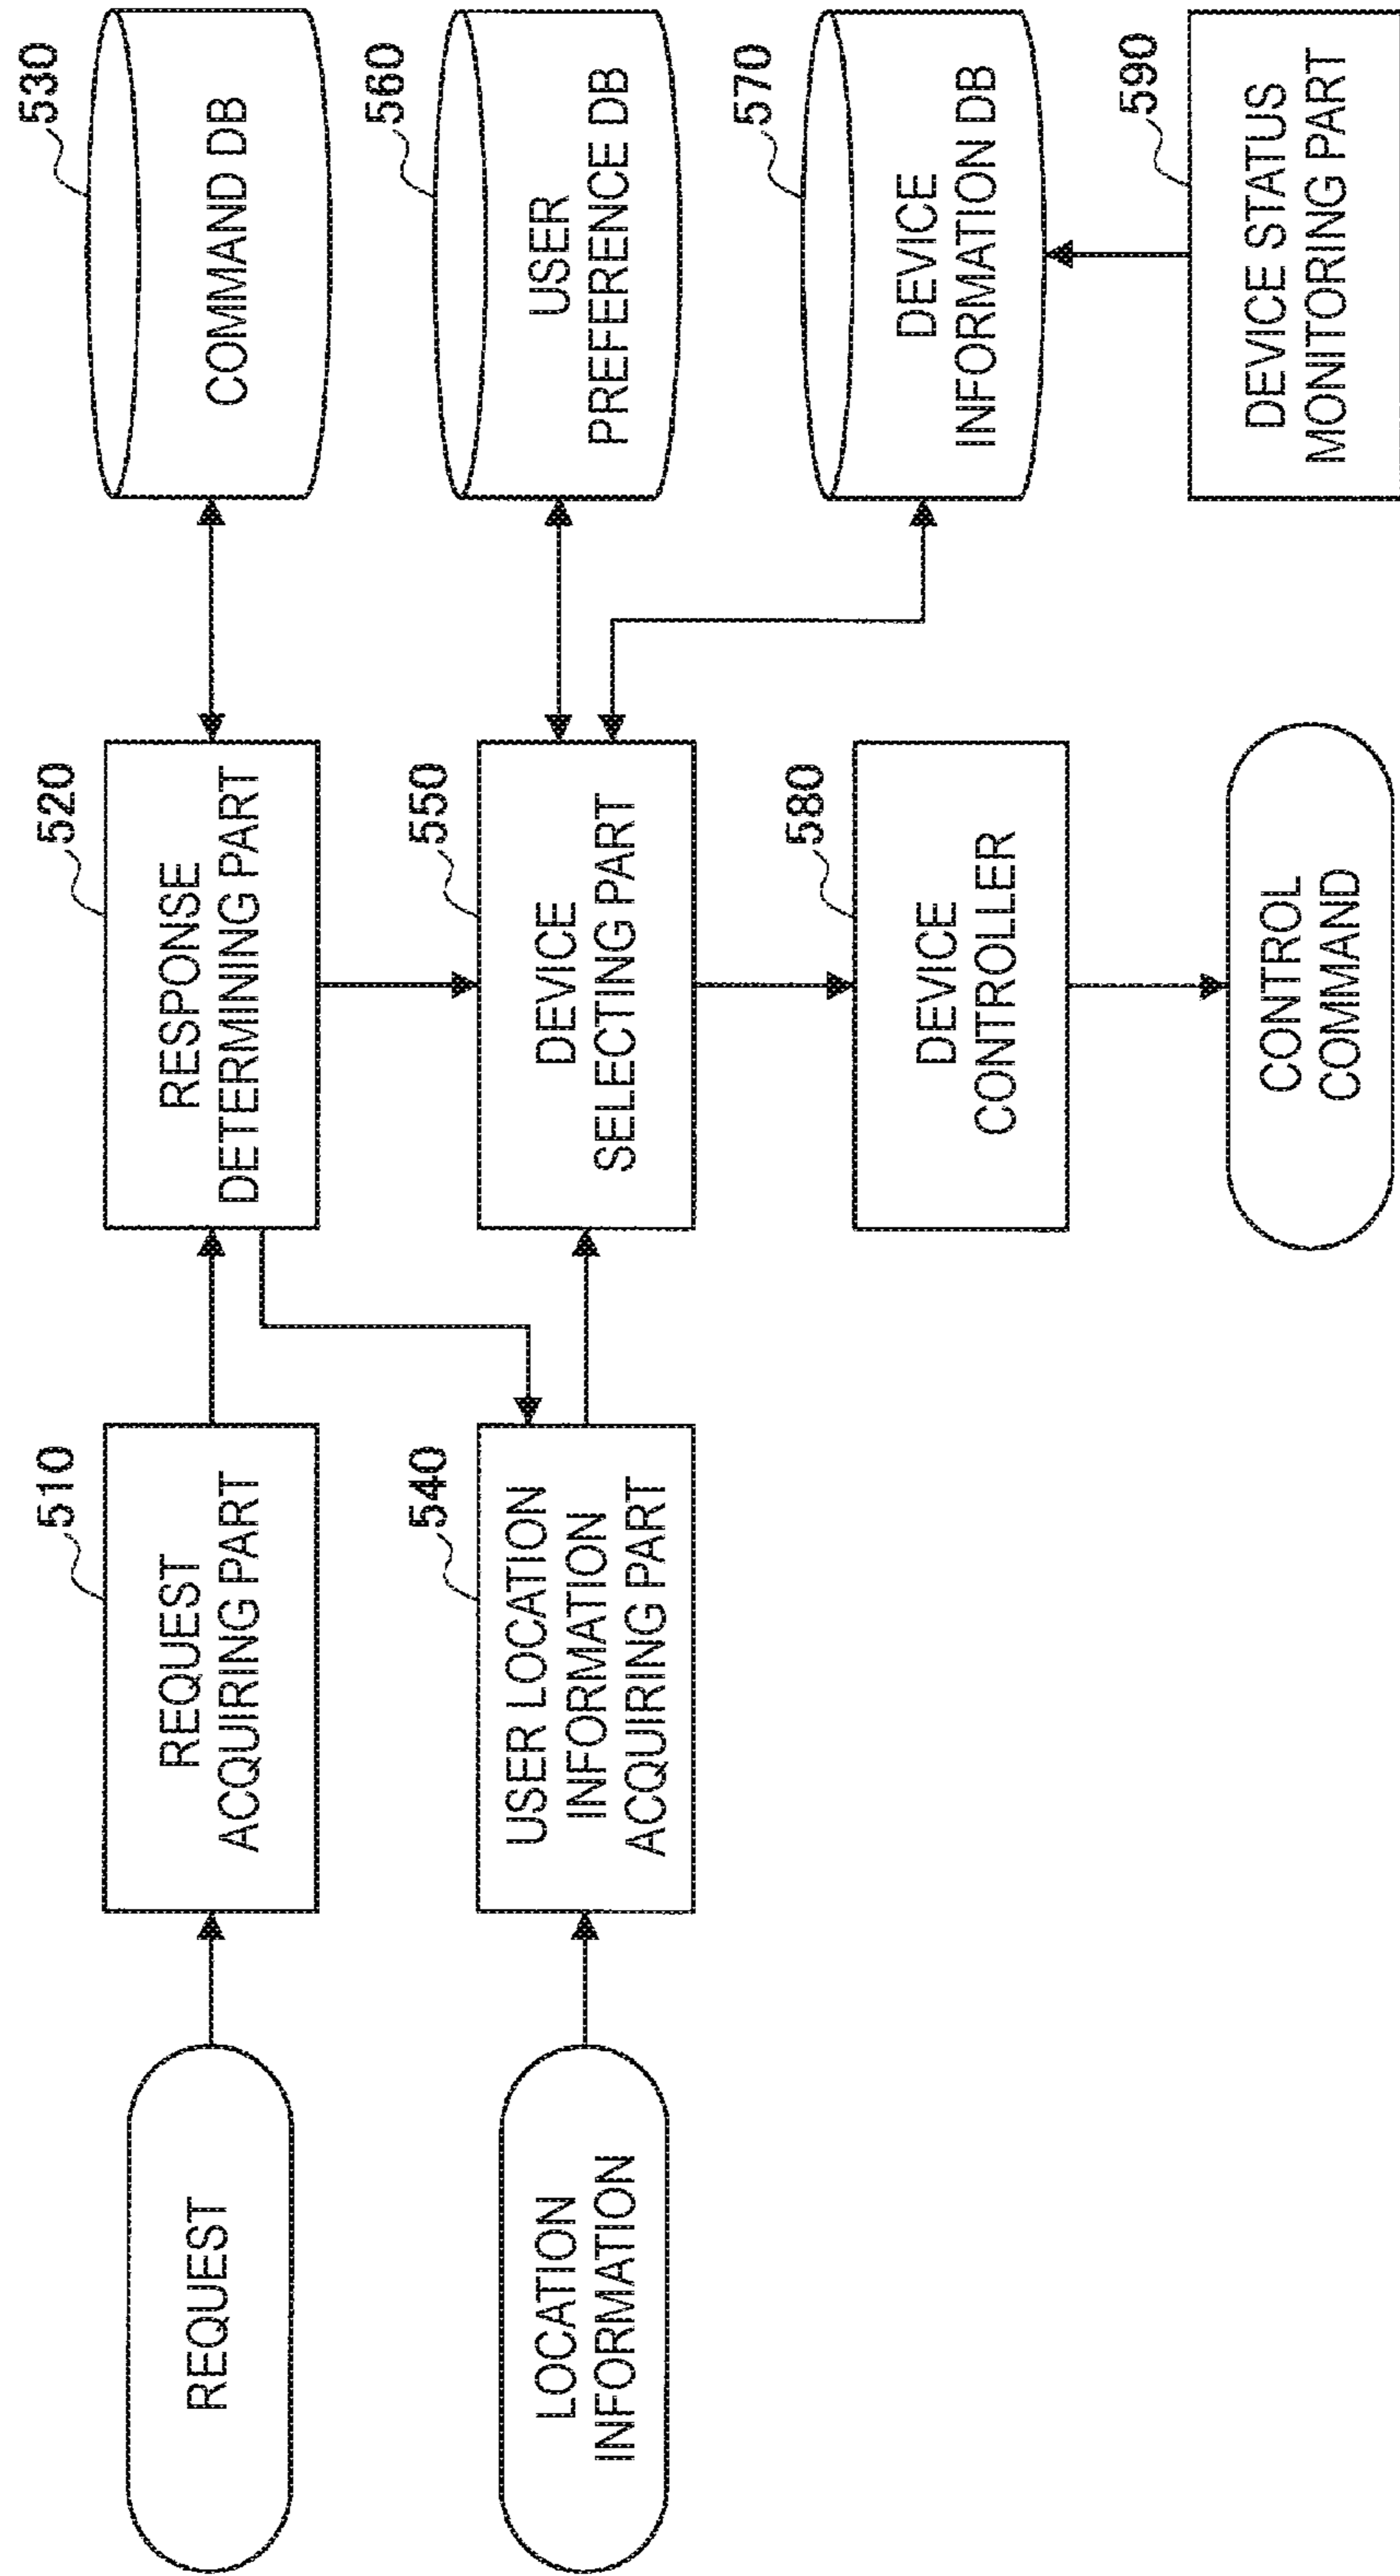 REQUEST
510
REQUEST
ACQUIRING PART
520
RESPONSE
DETERMINING PART
530
COMMAND DB
LOCATION
INFORMATION
540
USER LOCATION
INFORMATION
ACQUIRING PART
550
DEVICE
SELECTING PART
560
USER
PREFERENCE DB
580
DEVICE
CONTROLLER
570
DEVICE
INFORMATION DB
CONTROL
COMMAND
590
DEVICE STATUS
MONITORING PART